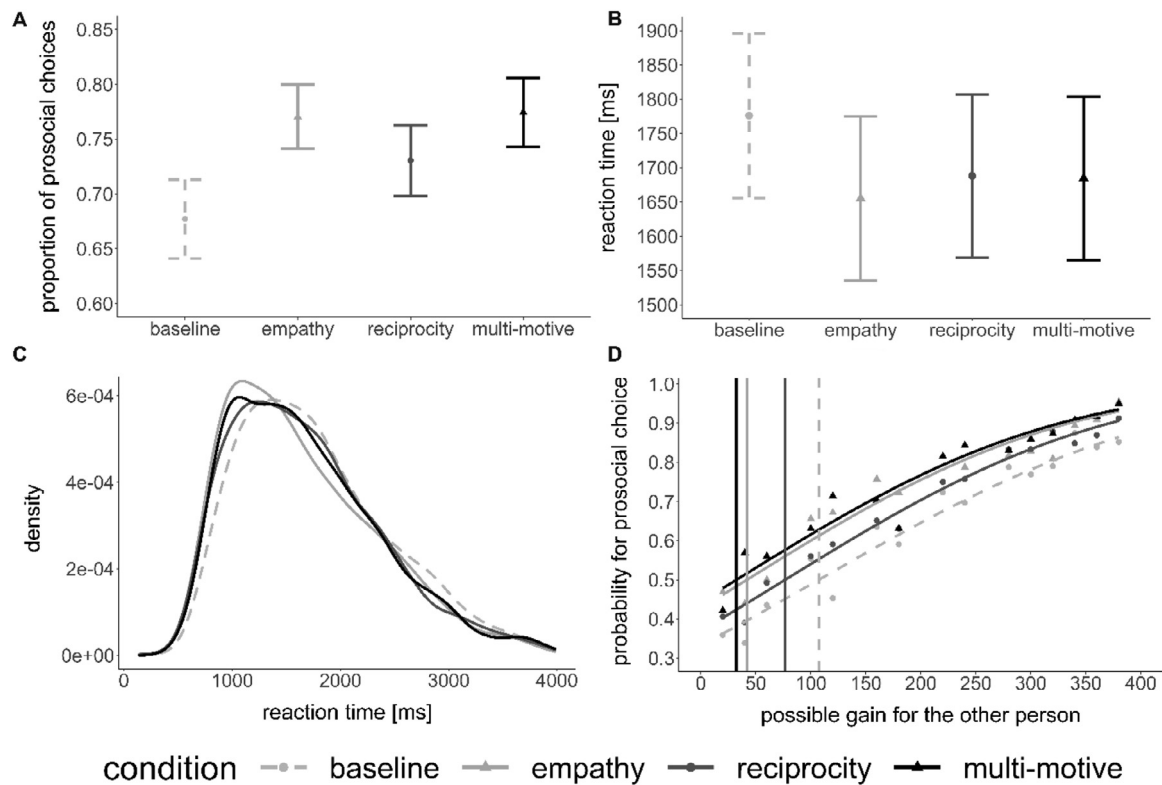 A
proportion of prosocial choices
0.85
0.80
0.75
0.70
0.65
0.60
baseline empathy reciprocity multi-motive
B
reaction time [ms]
1900
1850
1800
1750
1700
1650
1600
1550
1500
baseline empathy reciprocity multi-motive
C
density
6e-04
4e-04
2e-04
0e+00
0 1000 2000 3000 4000
reaction time [ms]
D
probability for prosocial choice
1.0
0.9
0.8
0.7
0.6
0.5
0.4
0.3
0 50 100 150 200 250 300 350 400
possible gain for the other person
condition baseline empathy reciprocity multi-motive